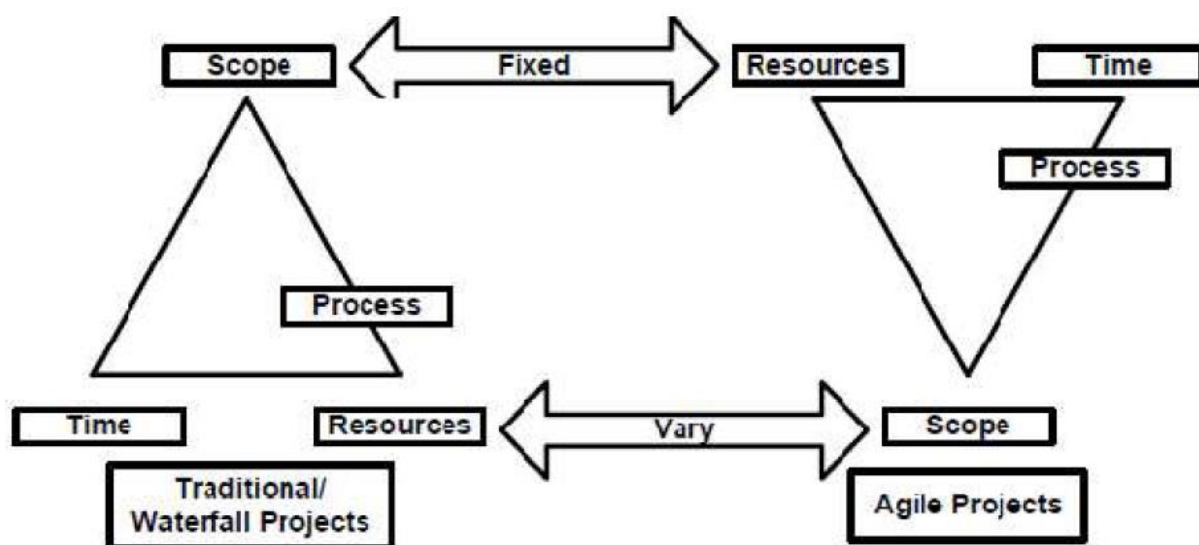 Scope
Fixed
Resources
Time
Process
Process
Time
Resources
Vary
Scope
Traditional/
Waterfall Projects
Agile Projects